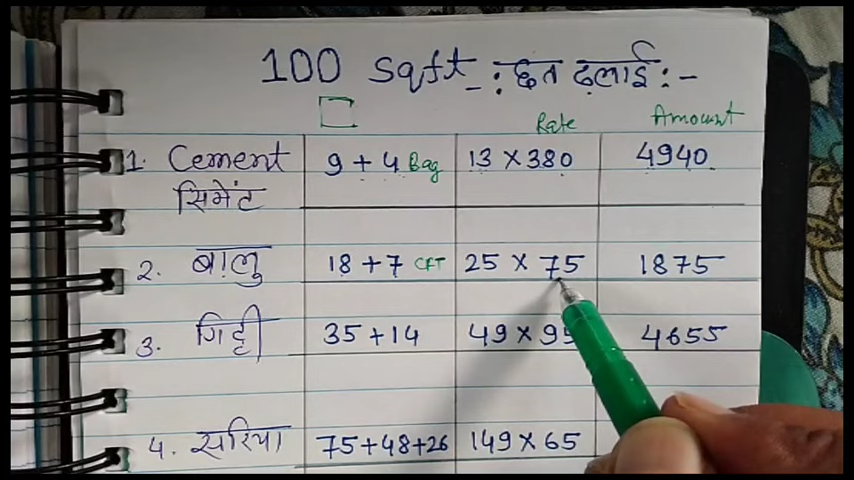 100 Sqft :छत ढलाई:-
Rate Amount
1. Cement 9 + 4 Bag 13 × 380 4940
सिमेंट
2. बालु 18 + 7 CFT 25 × 75 1875
3. गिट्टी 35 + 14 49 × 95 4655
4. सरिया 75+48+26 149 × 65